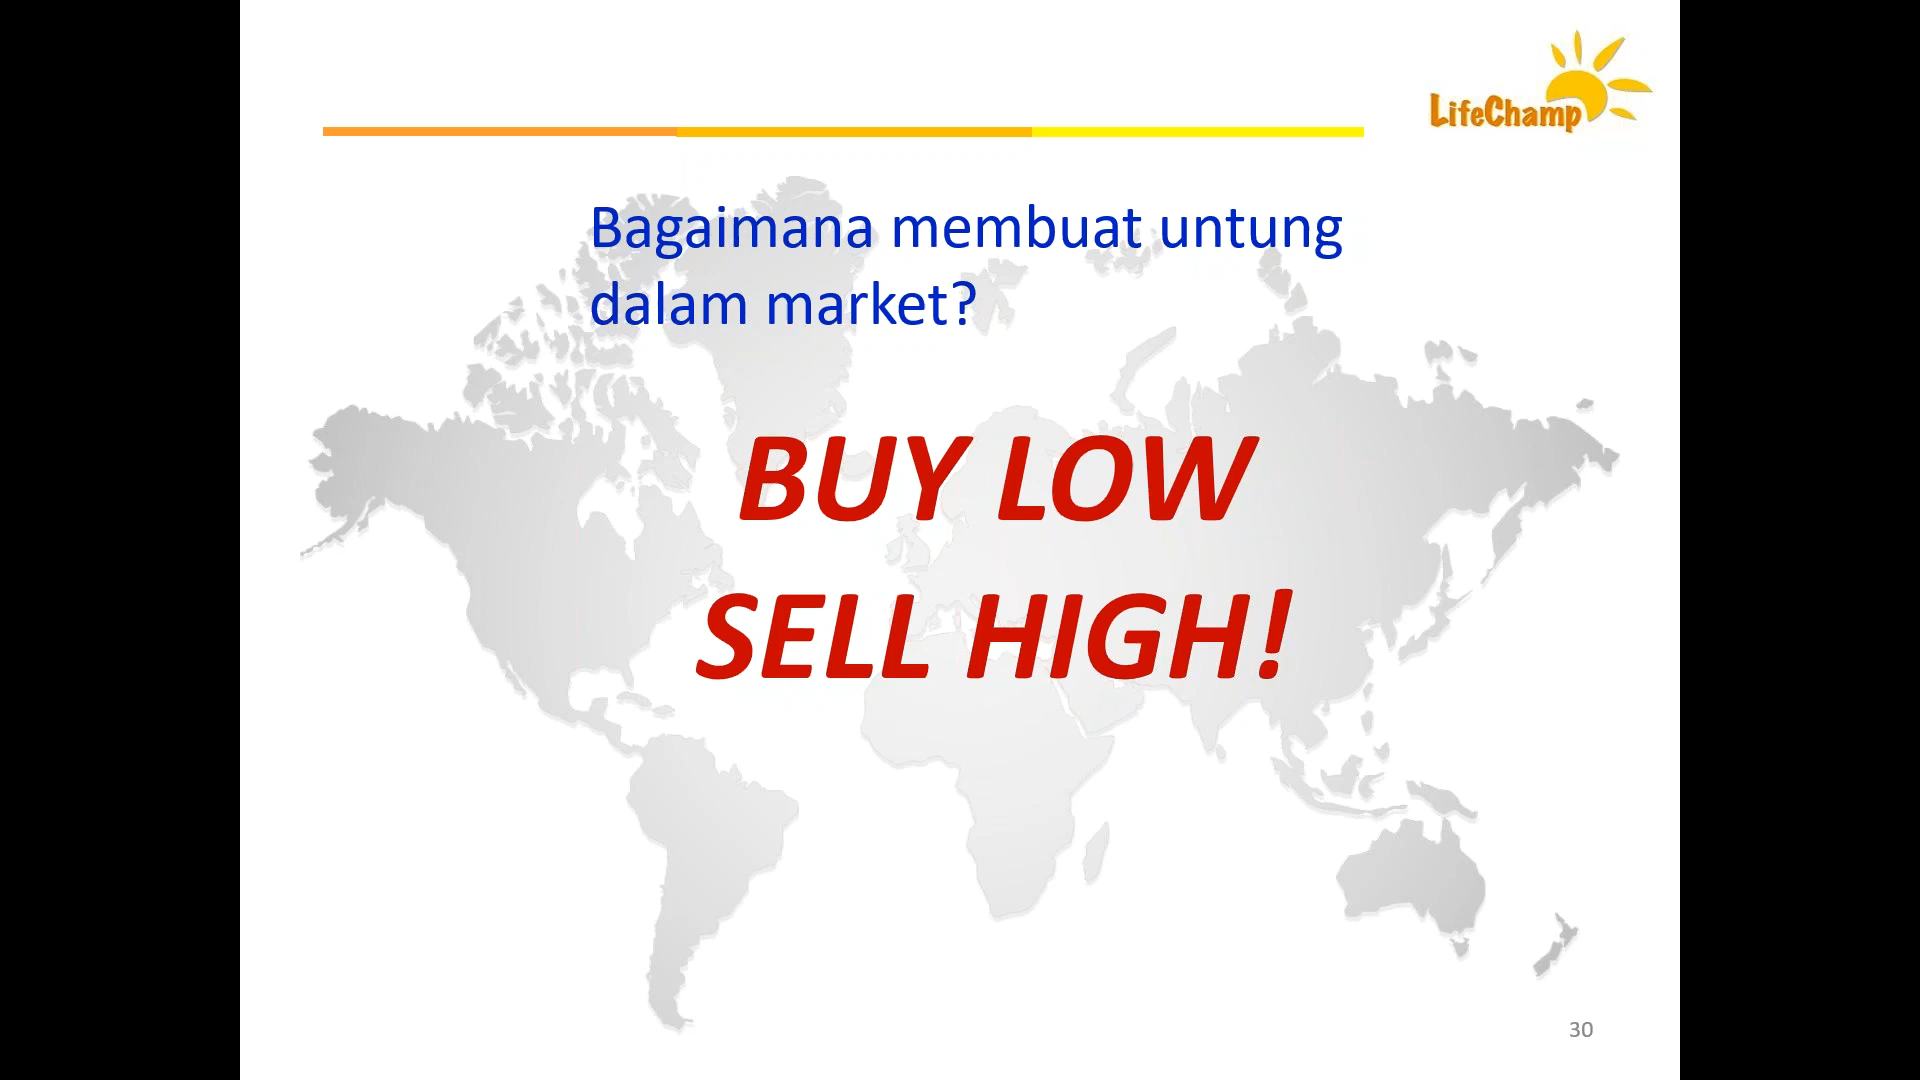 LifeChamp
Bagaimana membuat untung
dalam market?
BUY LOW
SELL HIGH!
30